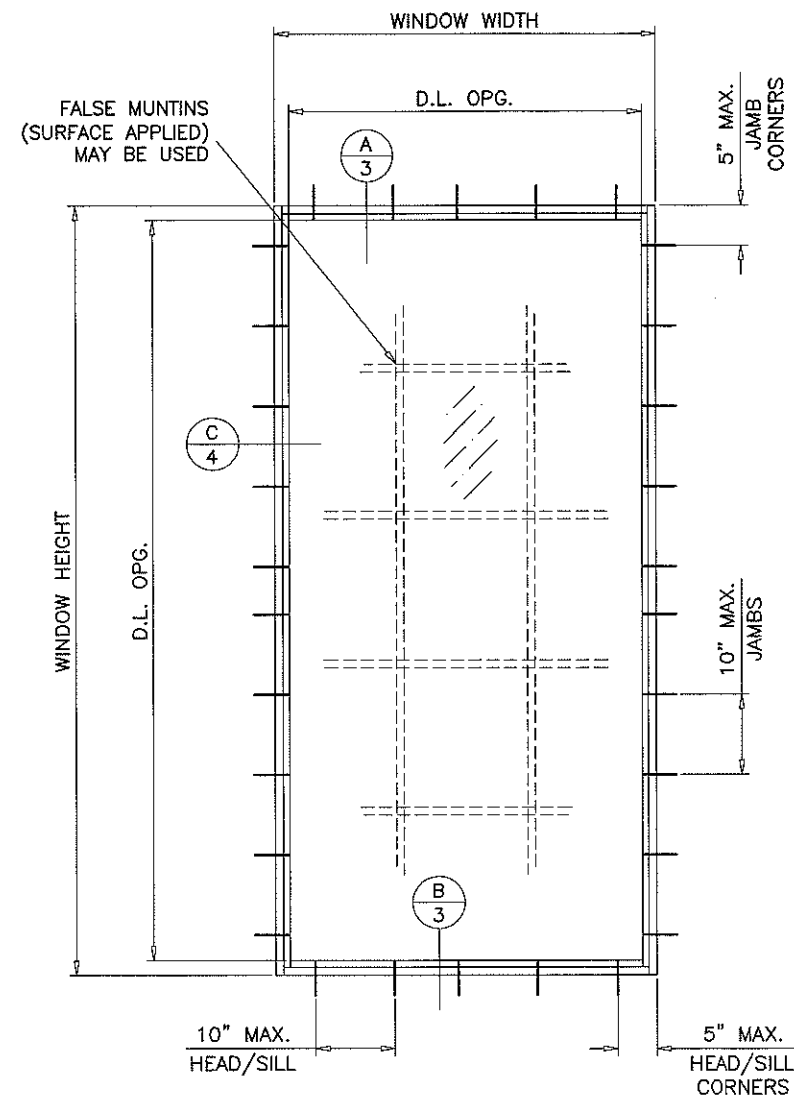 WINDOW WIDTH
D.L. OPG.
FALSE MUNTINS
(SURFACE APPLIED)
MAY BE USED
A
3
5" MAX.
JAMB
CORNERS
C
4
WINDOW HEIGHT
D.L. OPG.
10" MAX.
JAMBS
B
3
10" MAX.
HEAD/SILL
5" MAX.
HEAD/SILL
CORNERS